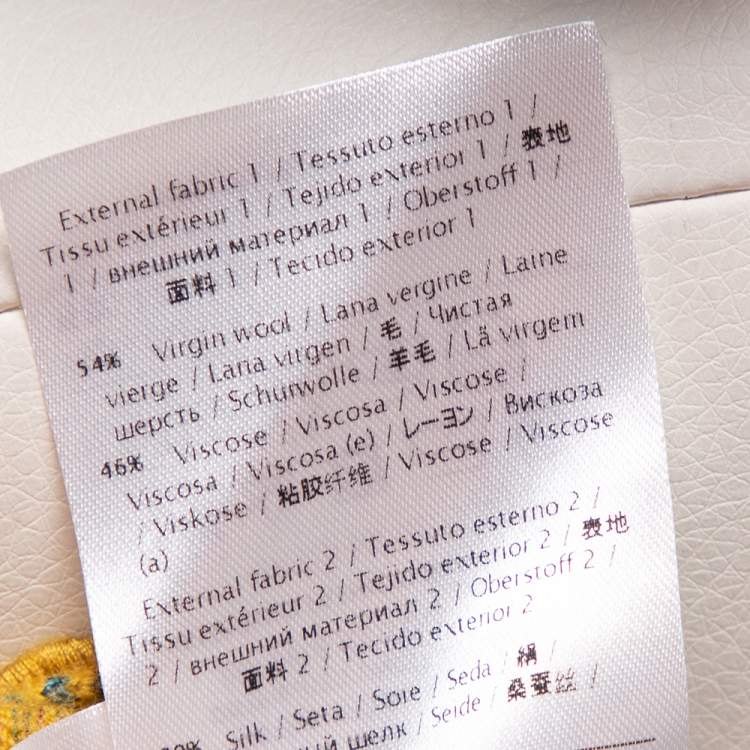 External fabric 1 / Tessuto esterno 1 /
Tissu extérieur 1 / Tejido exterior 1 / 表地
1 / внешний материал 1 / Oberstoff 1 /
面料 1 / Tecido exterior 1
54% Virgin wool / Lana vergine / Laine
vierge / Lana virgen / 毛 / Чистая
шерсть / Schurwolle / 羊毛 / Lã virgem
46% Viscose / Viscosa / Viscose /
Viscosa / Viscosa (e) / レーヨン / Вискоза
/ Viskose / 粘胶纤维 / Viscose / Viscose
(a)
External fabric 2 / Tessuto esterno 2 /
Tissu extérieur 2 / Tejido exterior 2 / 表地
2 / внешний материал 2 / Oberstoff 2 /
面料 2 / Tecido exterior 2
Silk / Seta / Soie / Seda / 絹 /
шелк / Seide / 桑蚕丝 /